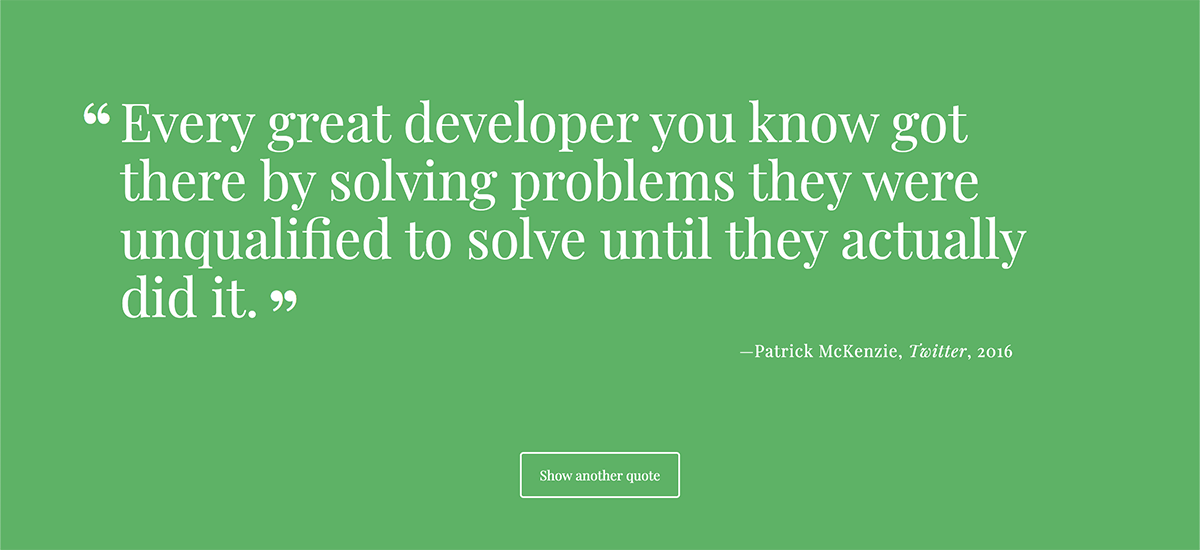 “Every great developer you know got
there by solving problems they were
unqualified to solve until they actually
did it.”
—Patrick McKenzie, Twitter, 2016
Show another quote